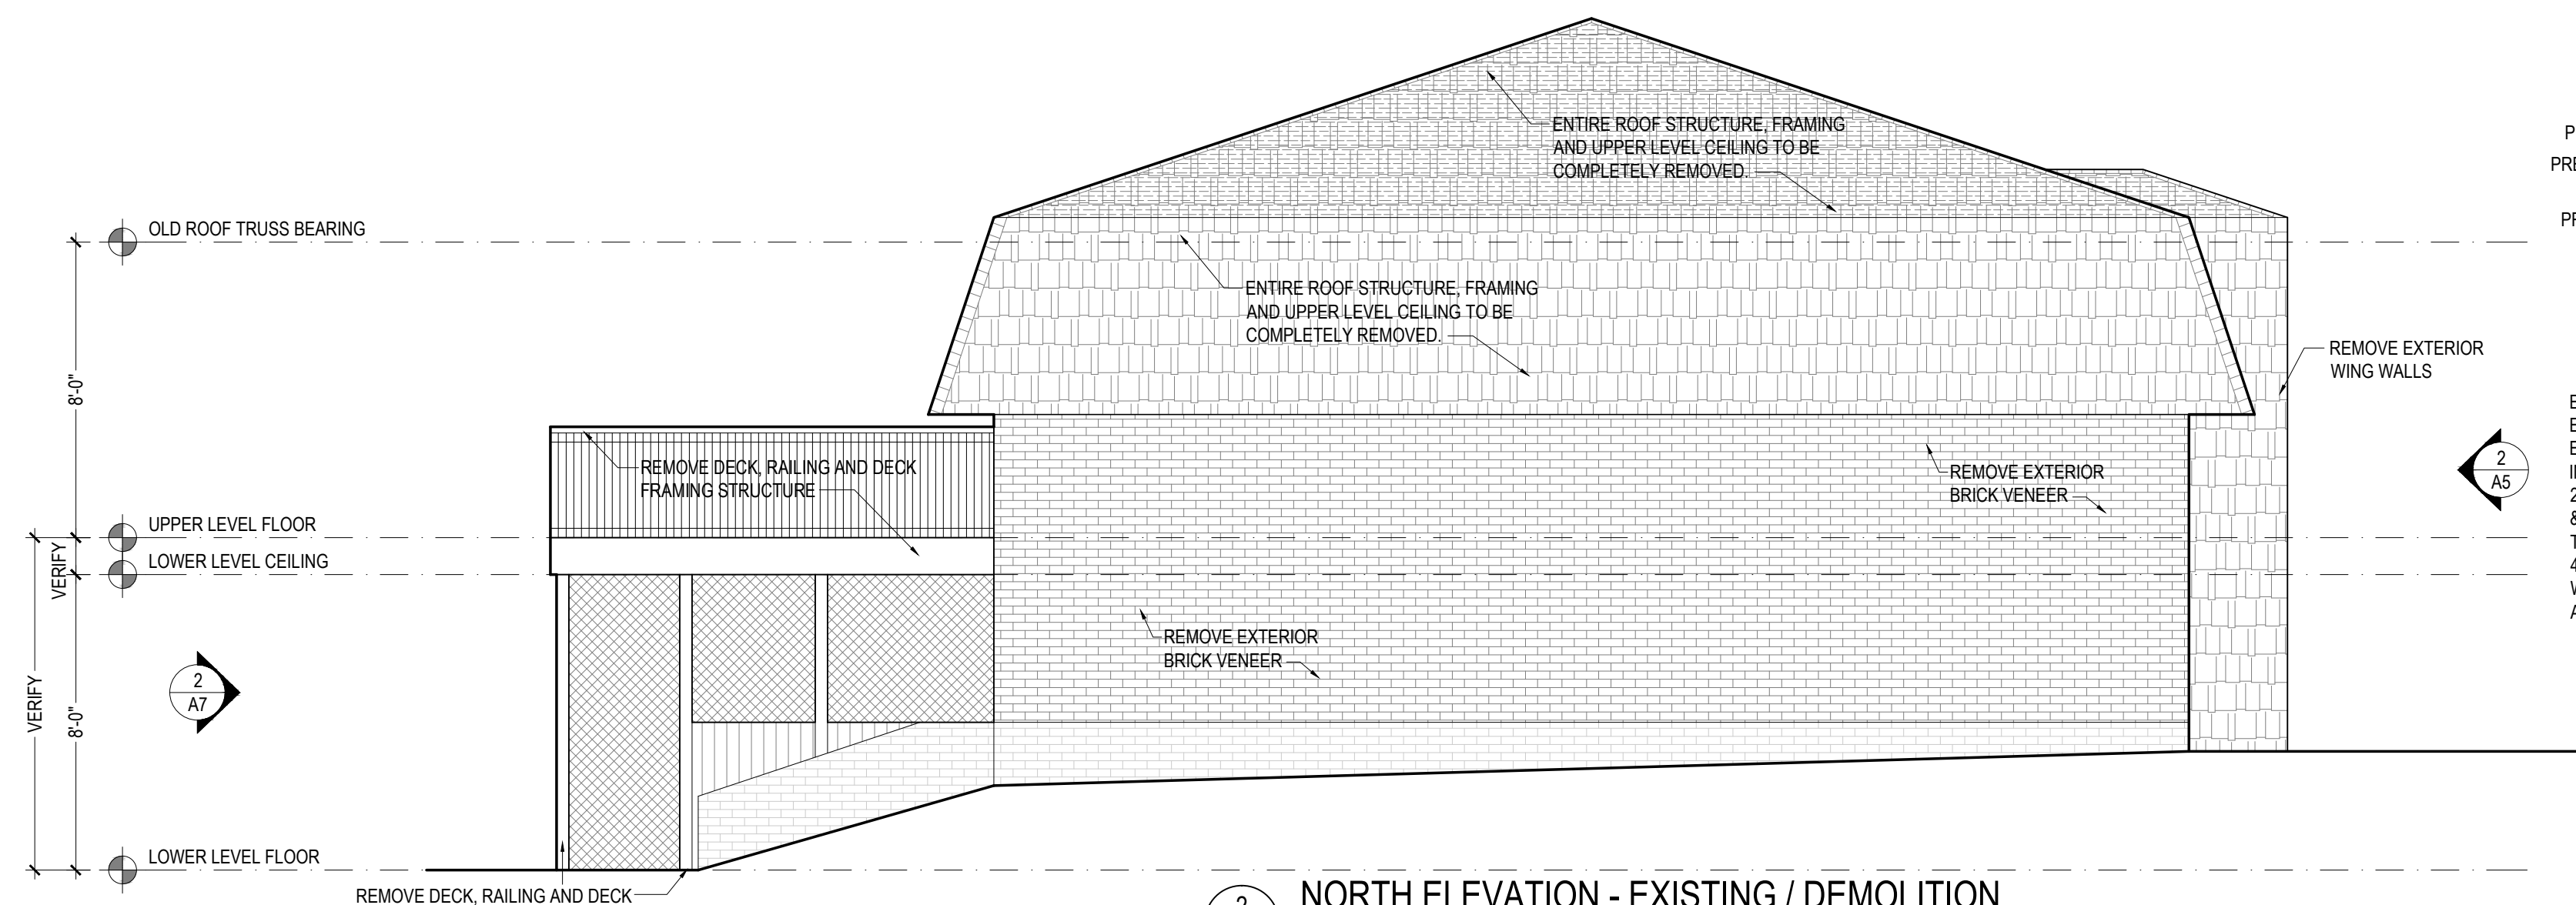 ENTIRE ROOF STRUCTURE, FRAMING
AND UPPER LEVEL CEILING TO BE
COMPLETELY REMOVED.
OLD ROOF TRUSS BEARING
ENTIRE ROOF STRUCTURE, FRAMING
AND UPPER LEVEL CEILING TO BE
COMPLETELY REMOVED.
REMOVE EXTERIOR
WING WALLS
8'-0"
REMOVE DECK, RAILING AND DECK
FRAMING STRUCTURE
REMOVE EXTERIOR
BRICK VENEER
2
A5
UPPER LEVEL FLOOR
VERIFY
LOWER LEVEL CEILING
REMOVE EXTERIOR
BRICK VENEER
2
A7
VERIFY
8'-0"
LOWER LEVEL FLOOR
REMOVE DECK, RAILING AND DECK
2
NORTH ELEVATION - EXISTING / DEMOLITION